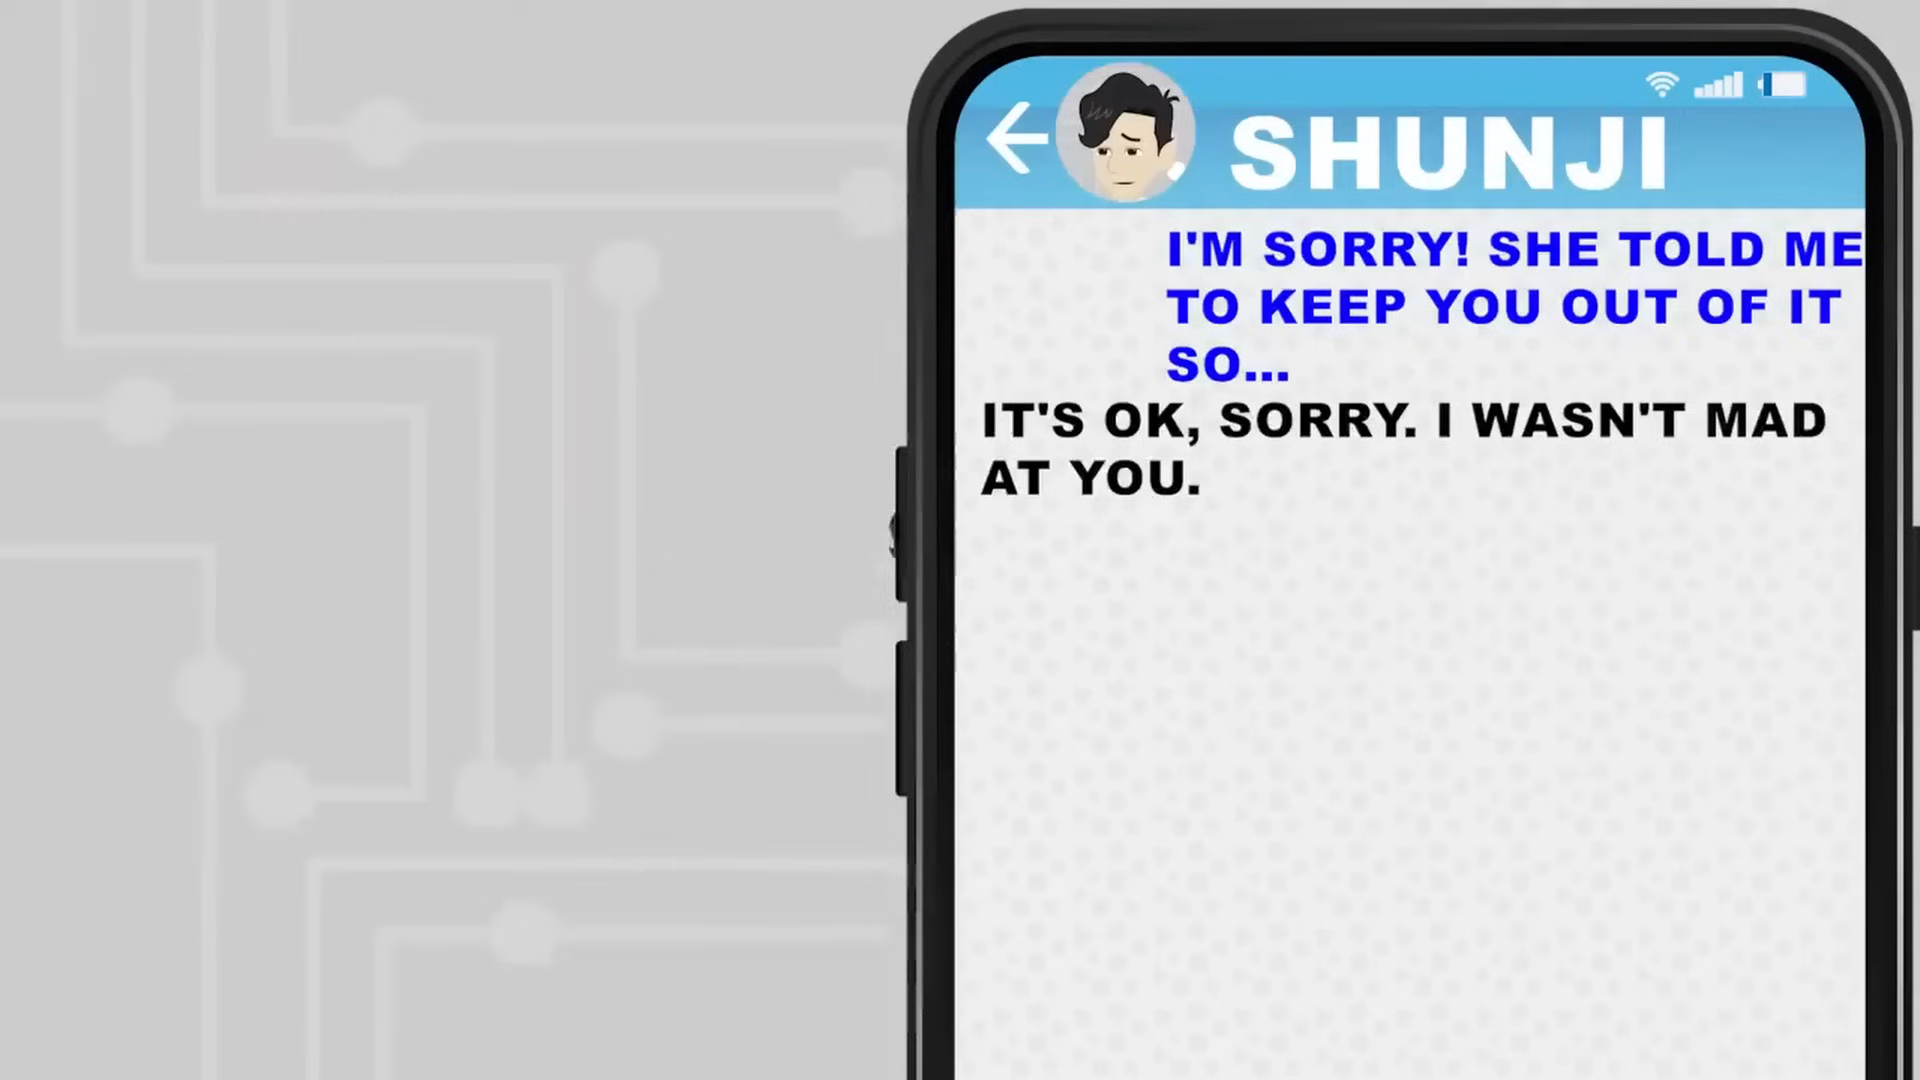 SHUNJI
I'M SORRY! SHE TOLD ME
TO KEEP YOU OUT OF IT
SO...
IT'S OK, SORRY. I WASN'T MAD
AT YOU.